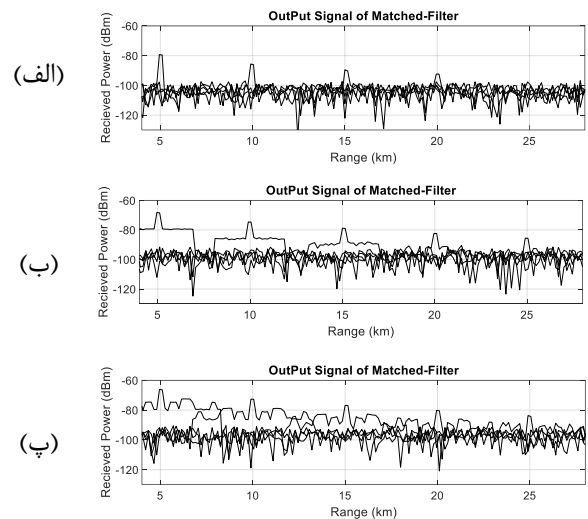 OutPut Signal of Matched-Filter
(الف)
Recieved Power (dBm)
-60
-80
-100
-120
5 10 15 20 25
Range (km)
OutPut Signal of Matched-Filter
(ب)
Recieved Power (dBm)
-60
-80
-100
-120
5 10 15 20 25
Range (km)
OutPut Signal of Matched-Filter
(پ)
Recieved Power (dBm)
-60
-80
-100
-120
5 10 15 20 25
Range (km)